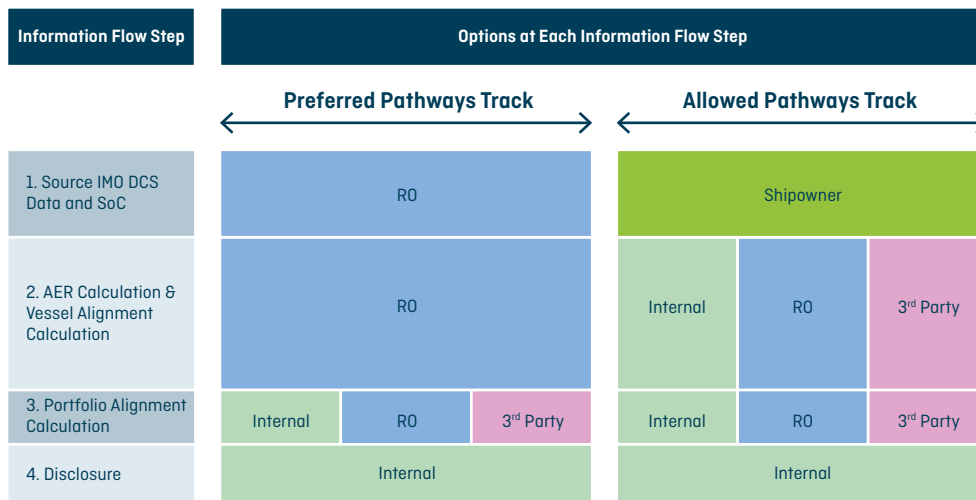 Information Flow Step
Options at Each Information Flow Step
Preferred Pathways Track
Allowed Pathways Track
1. Source IMO DCS
Data and SoC
RO
Shipowner
2. AER Calculation &
Vessel Alignment
Calculation
RO
Internal
RO
3rd Party
3. Portfolio Alignment
Calculation
Internal
RO
3rd Party
Internal
RO
3rd Party
4. Disclosure
Internal
Internal